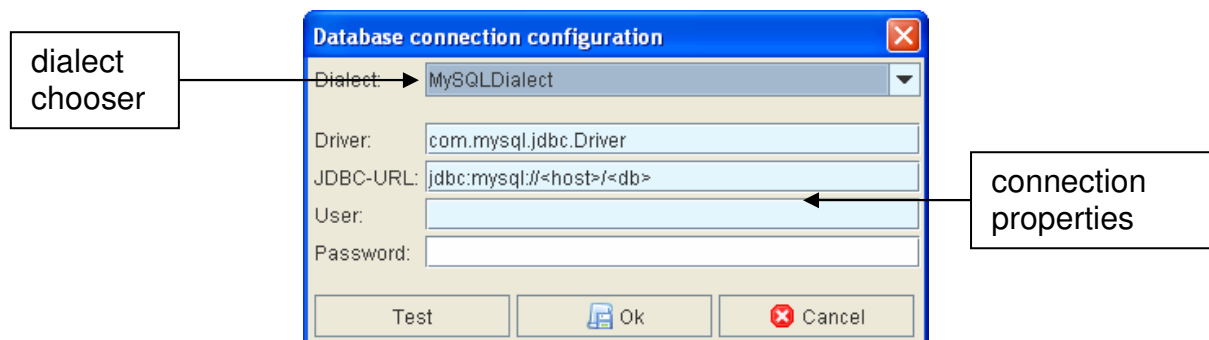 Database connection configuration
dialect
chooser
Dialect: MySQLDialect
Driver: com.mysql.jdbc.Driver
JDBC-URL: jdbc:mysql://<host>/<db>
User:
Password:
connection
properties
Test Ok Cancel